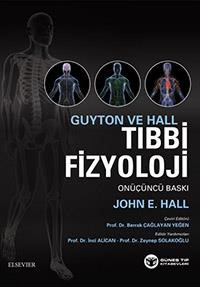 GUYTON VE HALL
TIBBİ
FİZYOLOJİ
ONÜÇÜNCÜ BASKI
JOHN E. HALL
Çeviri Editörü
Prof. Dr. Berrak ÇAĞLAYAN YEĞEN
Editör Yardımcıları
Prof. Dr. İnci ALİCAN - Prof. Dr. Zeynep SOLAKOĞLU
ELSEVIER
GÜNEŞ TIP
KİTABEVLERİ